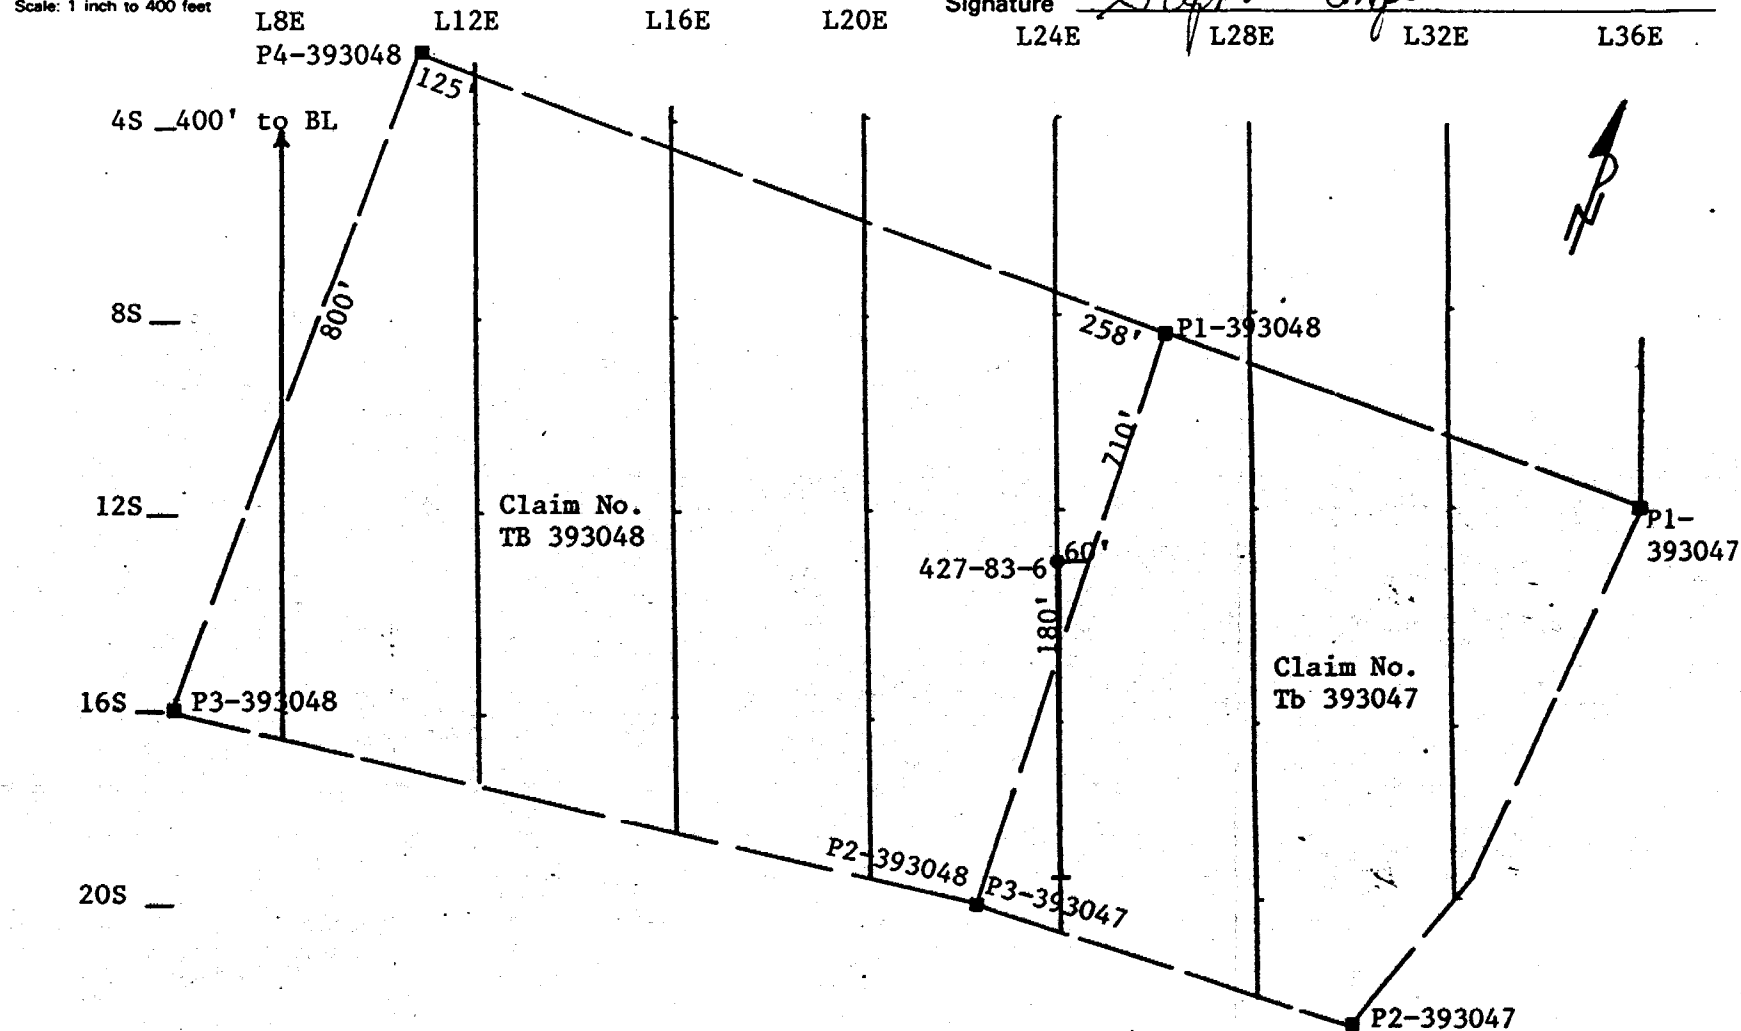 Scale: 1 inch to 400 feet
Signature
L8E
L12E
L16E
L20E
L24E
L28E
L32E
L36E
P4-393048
125'
4S
400' to BL
8S
800'
258'
P1-393048
710'
12S
Claim No.
TB 393048
P1-
393047
427-83-6
60'
180'
Claim No.
Tb 393047
16S
P3-393048
P2-393048
P3-393047
20S
P2-393047